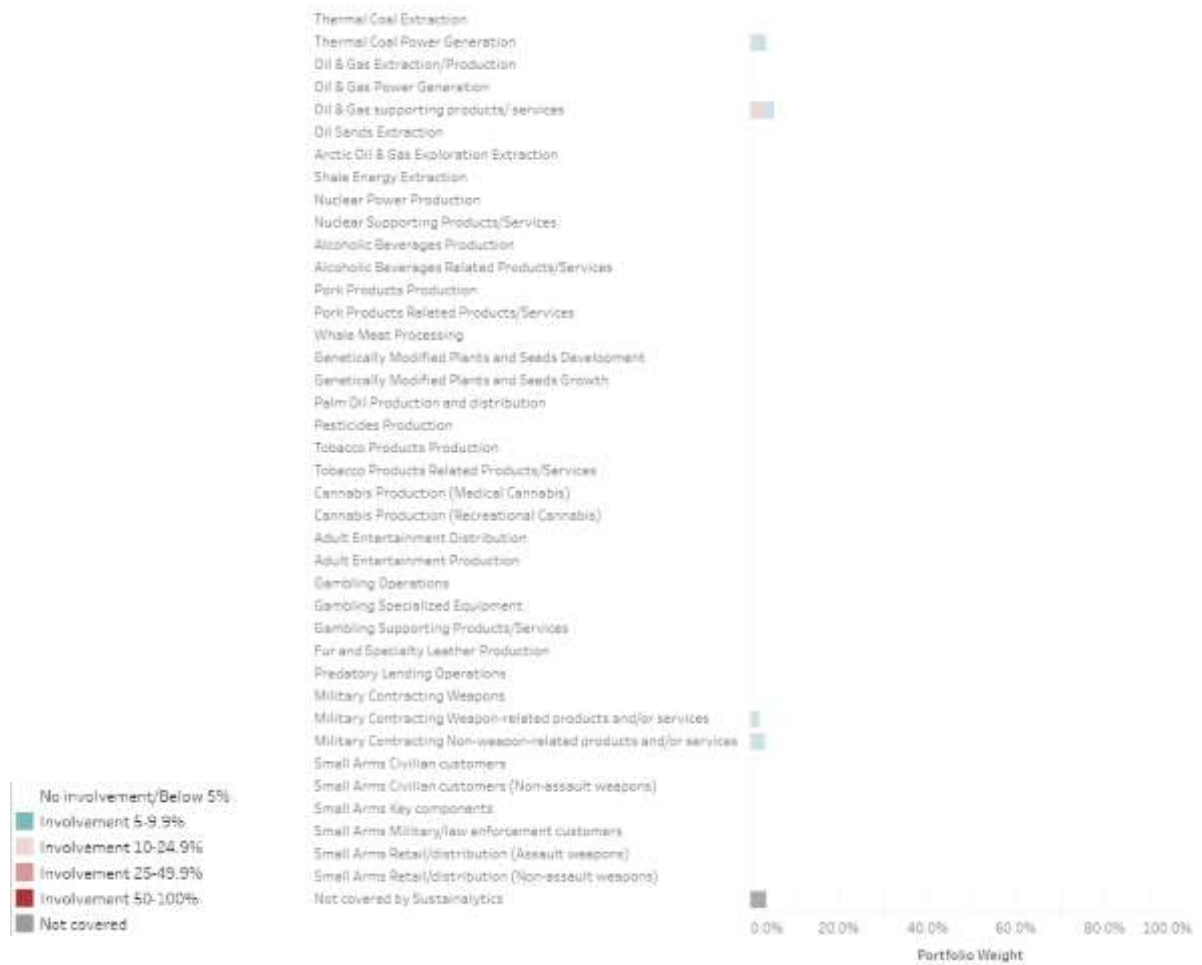 Thermal Coal Extraction
Thermal Coal Power Generation
Oil & Gas Extraction/Production
Oil & Gas Power Generation
Oil & Gas supporting products/ services
Oil Sands Extraction
Arctic Oil & Gas Exploration Extraction
Shale Energy Extraction
Nuclear Power Production
Nuclear Supporting Products/Services
Alcoholic Beverages Production
Alcoholic Beverages Related Products/Services
Pork Products Production
Pork Products Related Products/Services
Whale Meat Processing
Genetically Modified Plants and Seeds Development
Genetically Modified Plants and Seeds Growth
Palm Oil Production and distribution
Pesticides Production
Tobacco Products Production
Tobacco Products Related Products/Services
Cannabis Production (Medical Cannabis)
Cannabis Production (Recreational Cannabis)
Adult Entertainment Distribution
Adult Entertainment Production
Gambling Operations
Gambling Specialized Equipment
Gambling Supporting Products/Services
Fur and Specialty Leather Production
Predatory Lending Operations
Military Contracting Weapons
Military Contracting Weapon-related products and/or services
Military Contracting Non-weapon-related products and/or services
Small Arms Civilian customers
Small Arms Civilian customers (Non-assault weapons)
Small Arms Key components
Small Arms Military/law enforcement customers
Small Arms Retail/distribution (Assault weapons)
Small Arms Retail/distribution (Non-assault weapons)
Not covered by Sustainalytics
No involvement/Below 5%
Involvement 5-9.9%
Involvement 10-24.9%
Involvement 25-49.9%
Involvement 50-100%
Not covered
0.0% 20.0% 40.0% 60.0% 80.0% 100.0%
Portfolio Weight